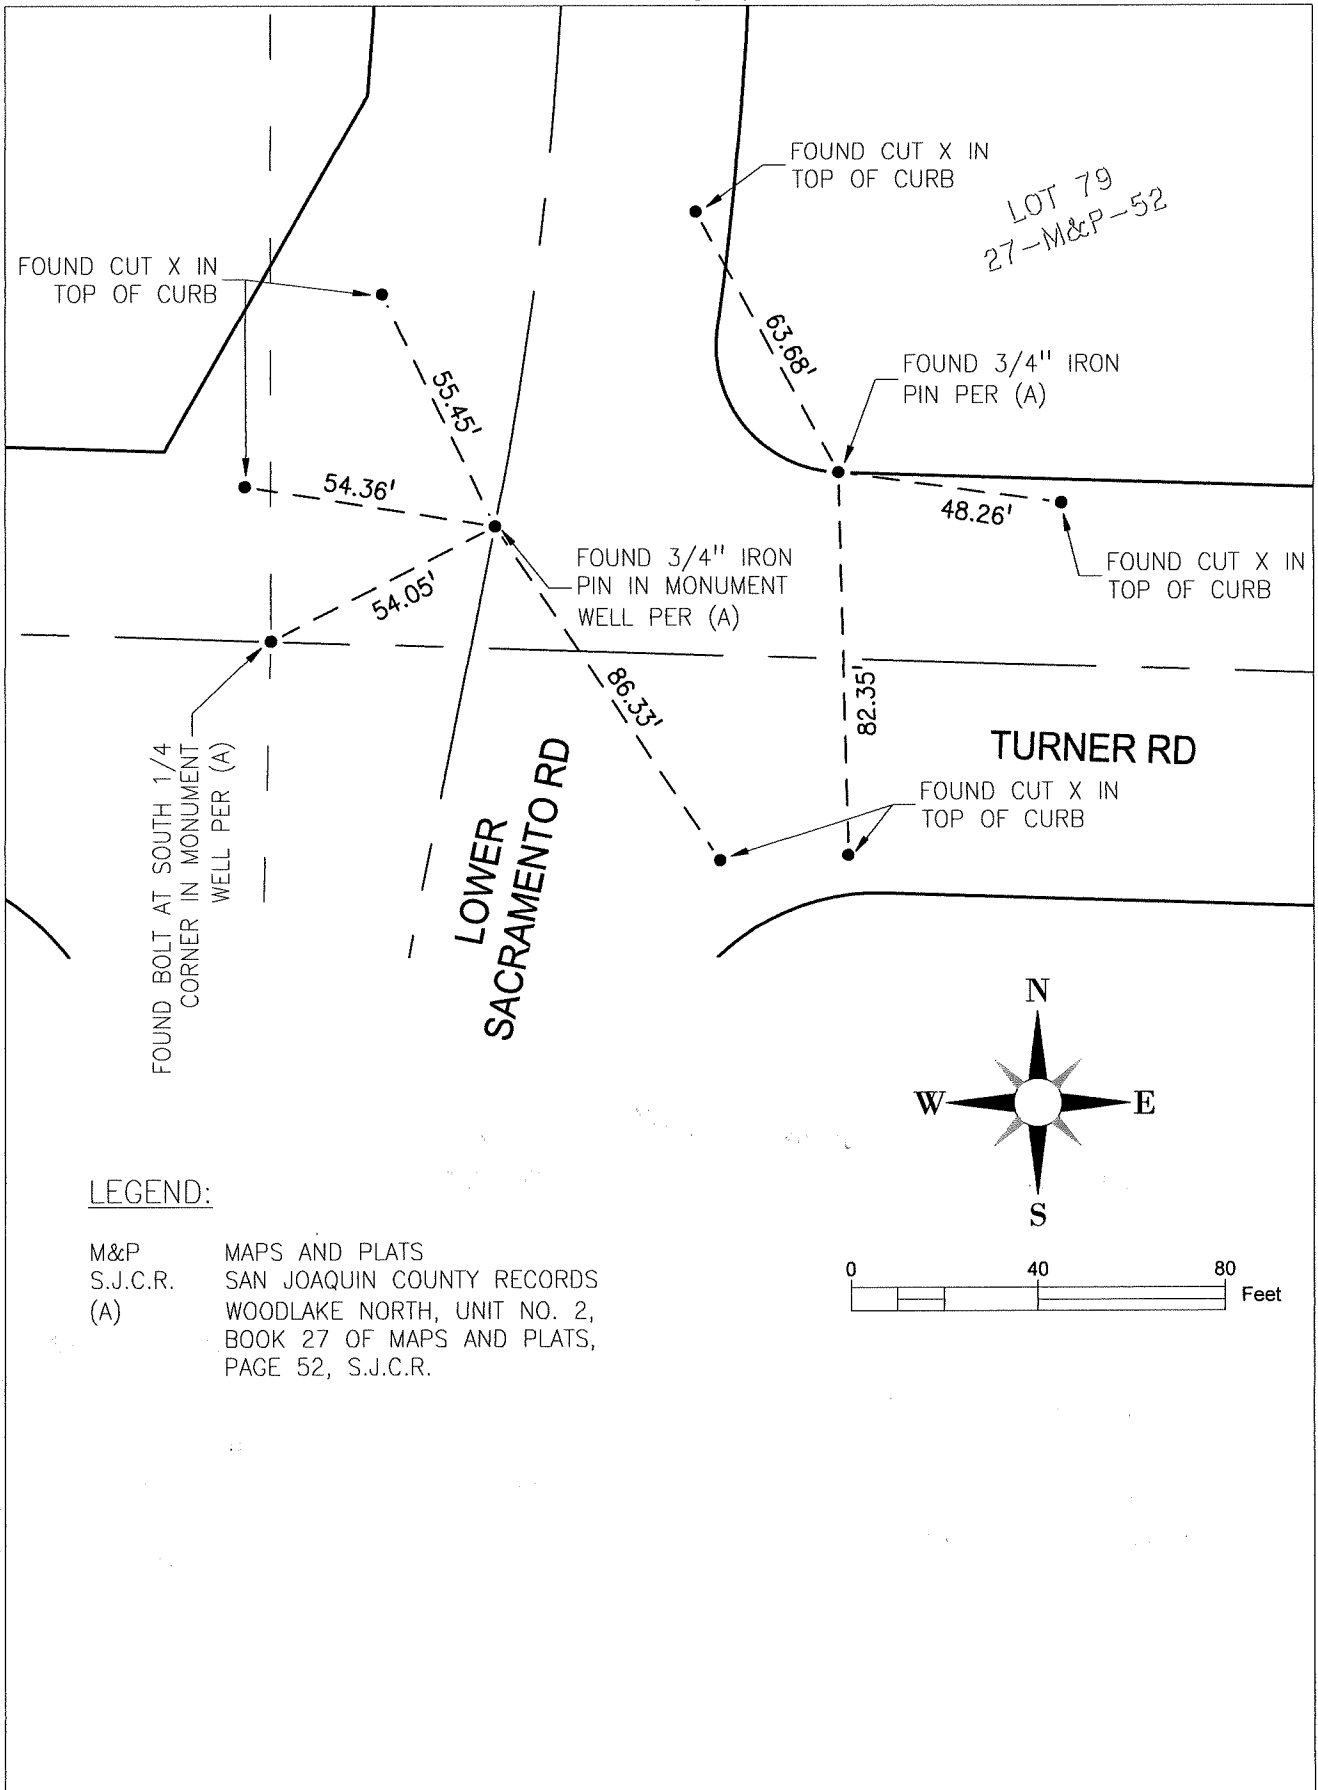 FOUND CUT X IN
TOP OF CURB
LOT 79
27-M&P-52
FOUND CUT X IN
TOP OF CURB
63.68'
55.45'
FOUND 3/4" IRON
PIN PER (A)
54.36'
48.26'
FOUND 3/4" IRON
PIN IN MONUMENT
WELL PER (A)
FOUND CUT X IN
TOP OF CURB
54.05'
86.33'
82.35'
TURNER RD
FOUND BOLT AT SOUTH 1/4
CORNER IN MONUMENT
WELL PER (A)
LOWER
SACRAMENTO RD
FOUND CUT X IN
TOP OF CURB
N
W E
S
LEGEND:
M&P MAPS AND PLATS
S.J.C.R. SAN JOAQUIN COUNTY RECORDS
(A) WOODLAKE NORTH, UNIT NO. 2,
BOOK 27 OF MAPS AND PLATS,
PAGE 52, S.J.C.R.
0 40 80
Feet